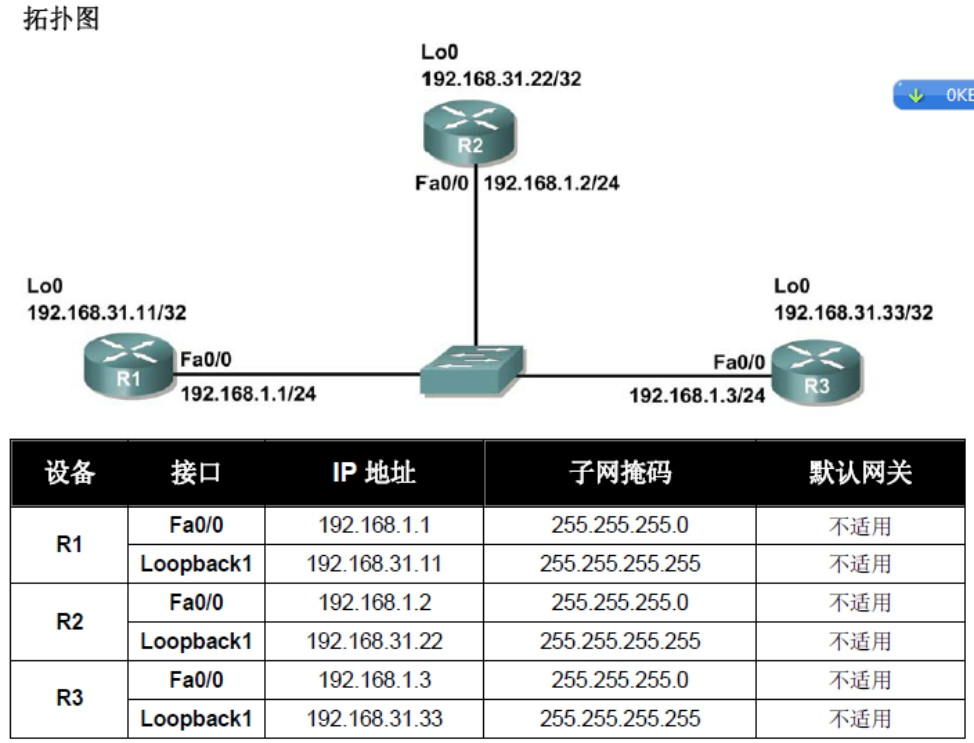 拓扑图
Lo0
192.168.31.22/32
0KB
R2
Fa0/0 192.168.1.2/24
Lo0
192.168.31.11/32
Lo0
192.168.31.33/32
R1
Fa0/0
192.168.1.1/24
Fa0/0
192.168.1.3/24
R3
设备 接口 IP 地址 子网掩码 默认网关
R1 Fa0/0 192.168.1.1 255.255.255.0 不适用
Loopback1 192.168.31.11 255.255.255.255 不适用
R2 Fa0/0 192.168.1.2 255.255.255.0 不适用
Loopback1 192.168.31.22 255.255.255.255 不适用
R3 Fa0/0 192.168.1.3 255.255.255.0 不适用
Loopback1 192.168.31.33 255.255.255.255 不适用